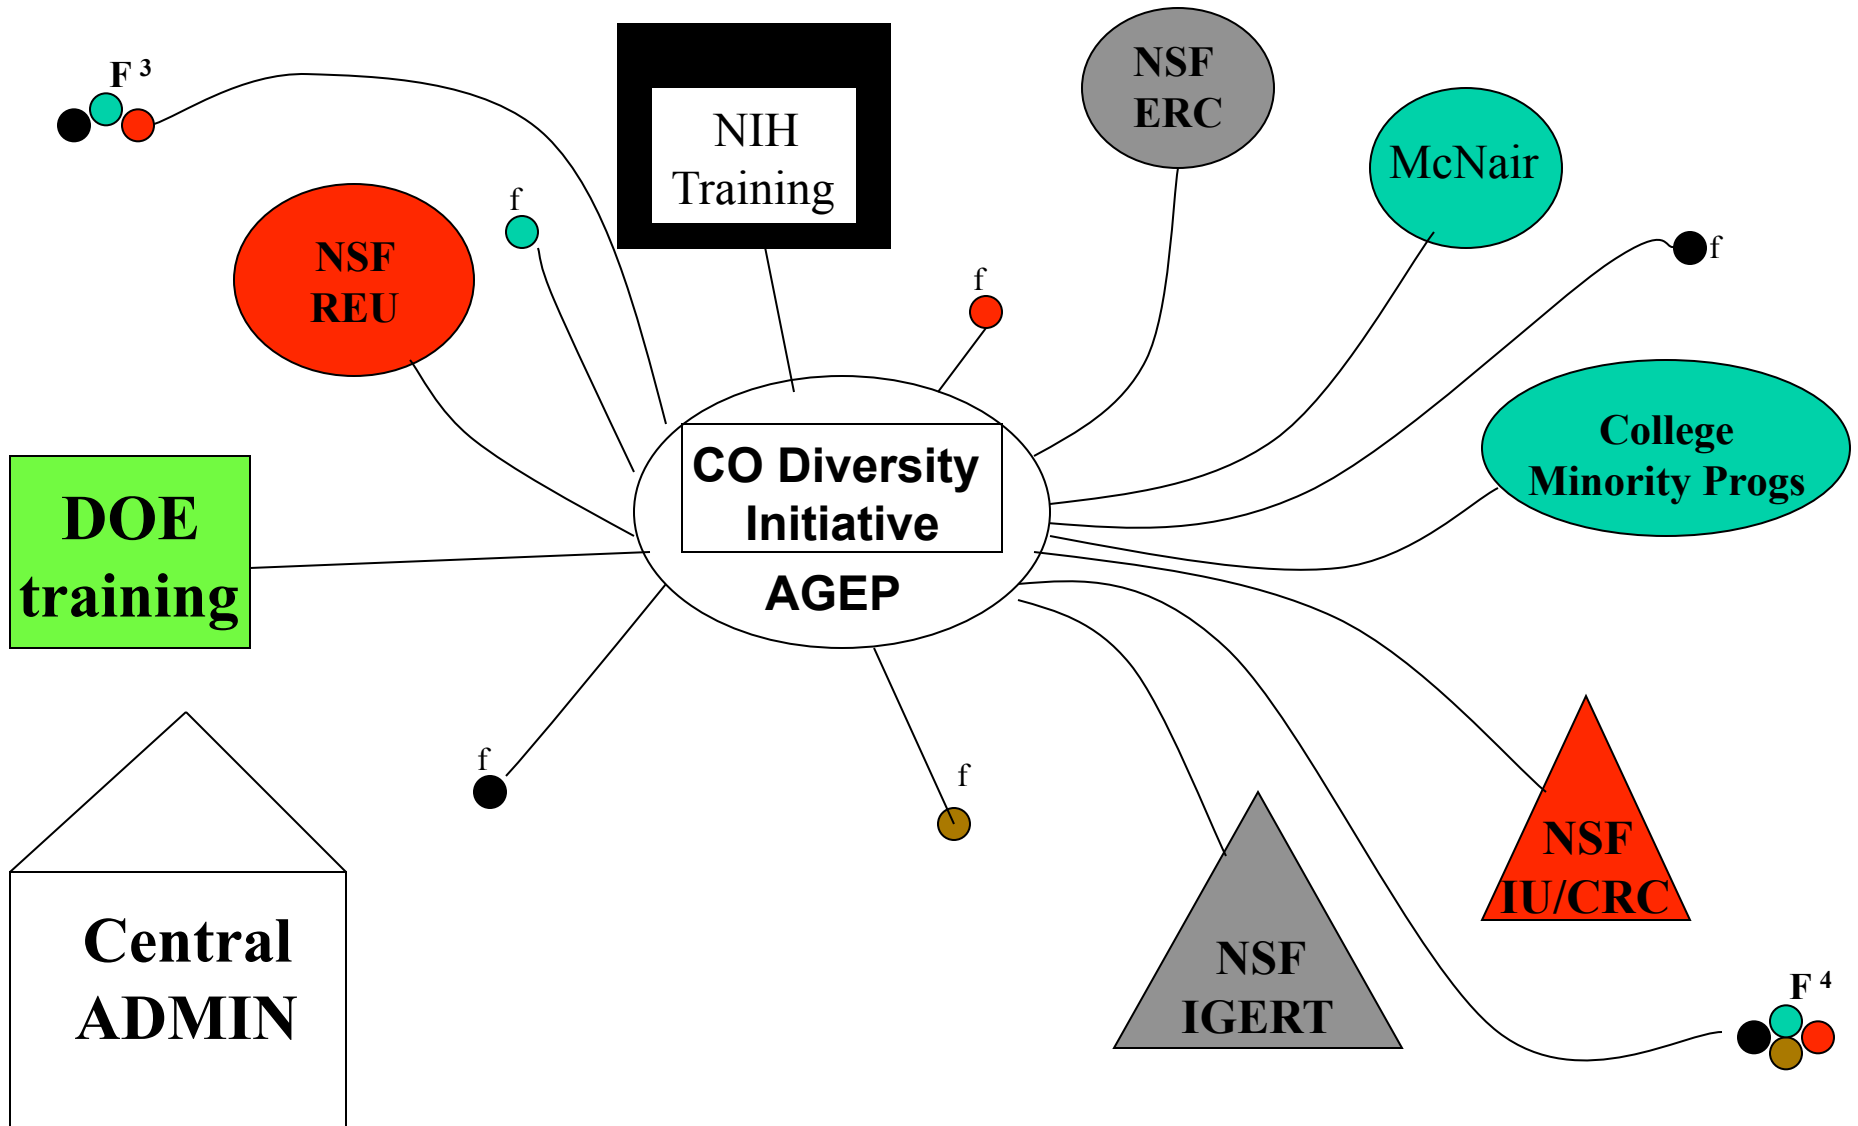 F 3
NIH
Training
NSF
ERC
McNair
f
NSF
REU
f
f
College
Minority Progs
CO Diversity
Initiative
AGEP
DOE
training
f
f
NSF
IU/CRC
Central
ADMIN
NSF
IGERT
F 4